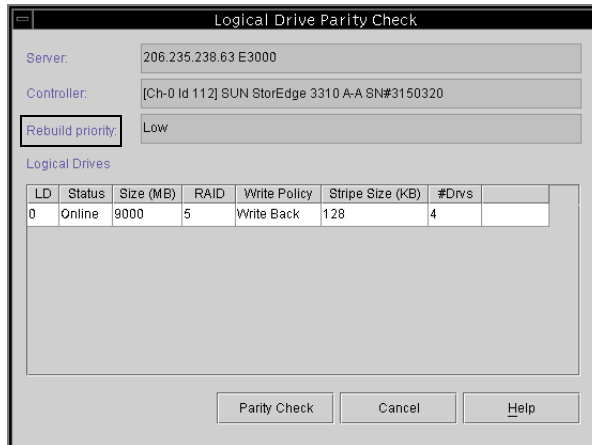 Logical Drive Parity Check
Server: 206.235.238.63 E3000
Controller: [Ch-0 Id 112] SUN StorEdge 3310 A-A SN#3150320
Rebuild priority: Low
Logical Drives
LD Status Size (MB) RAID Write Policy Stripe Size (KB) #Drvs
0 Online 9000 5 Write Back 128 4
Parity Check Cancel Help